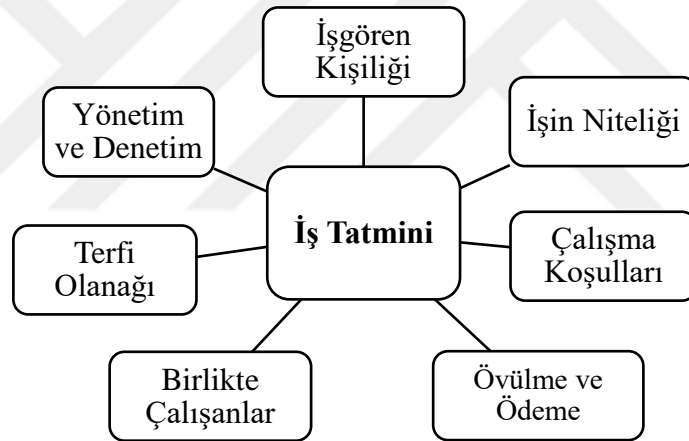 İşgören
Kişiliği
Yönetim
ve Denetim
İşin Niteliği
İş Tatmini
Terfi
Olanağı
Çalışma
Koşulları
Birlikte
Çalışanlar
Övülme ve
Ödeme